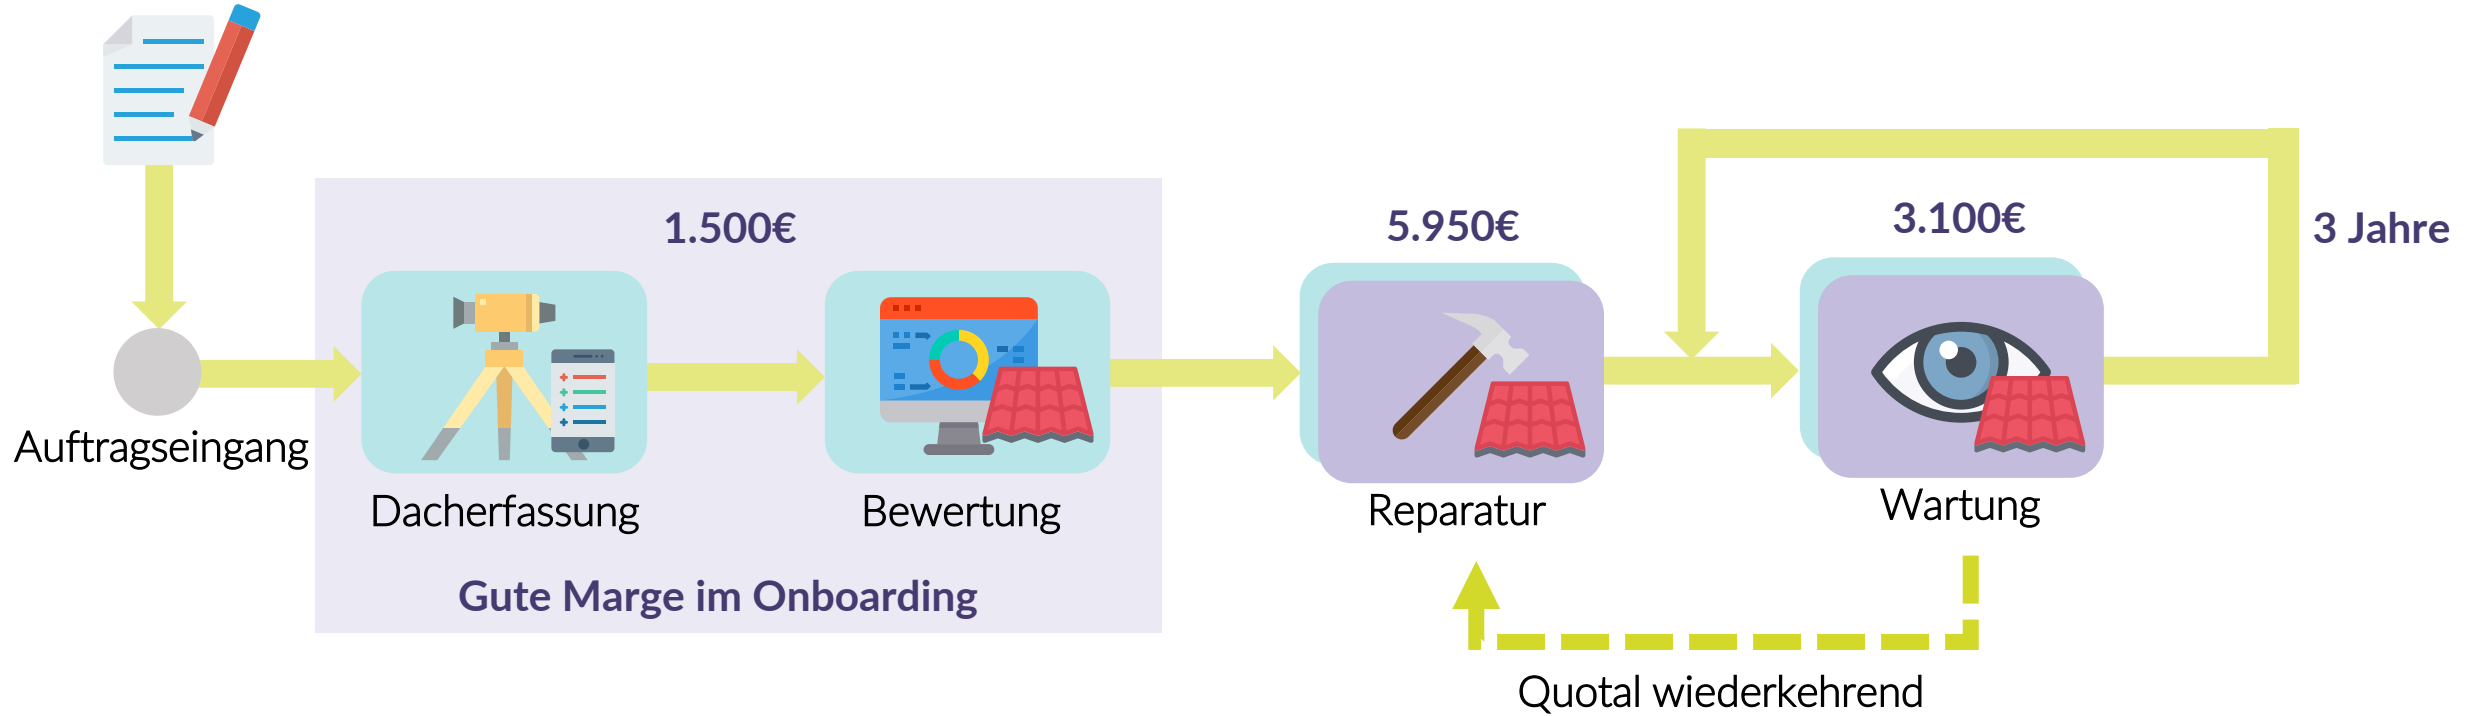 1.500€
5.950€
3.100€
3 Jahre
Auftragseingang
Dacherfassung
Bewertung
Reparatur
Wartung
Gute Marge im Onboarding
Quotal wiederkehrend